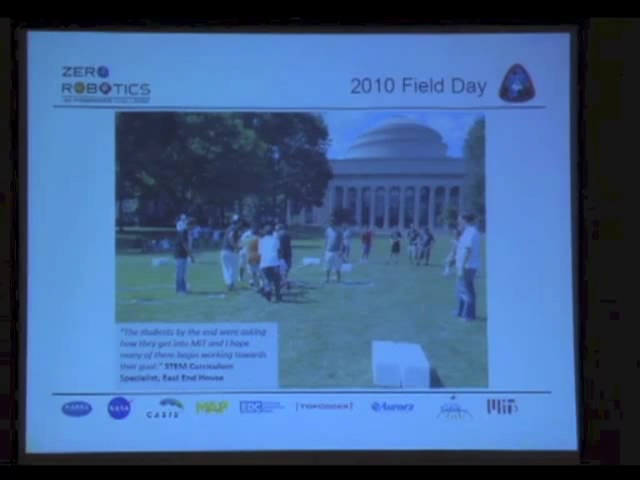 ZERO
ROBOTICS
2010 Field Day
"The students by the end were asking
how they get into MIT and I hope
many of them begin working towards
their goal." STEM Curriculum
Specialist, East End House
NASA
CASIS
MAP
EDC
[TOPCODER]
Aurora
MIT